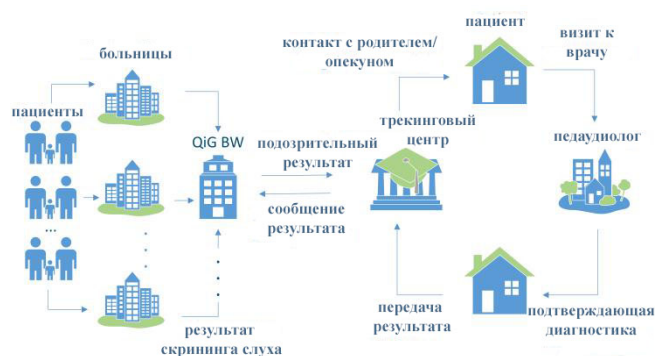 больницы
пациенты
...
QiG BW
результат
скрининга слуха
подозрительный
результат
сообщение
результата
контакт с родителем/
опекуном
трекинговый
центр
пациент
визит к
врачу
педаудиолог
передача
результата
подтверждающая
диагностика